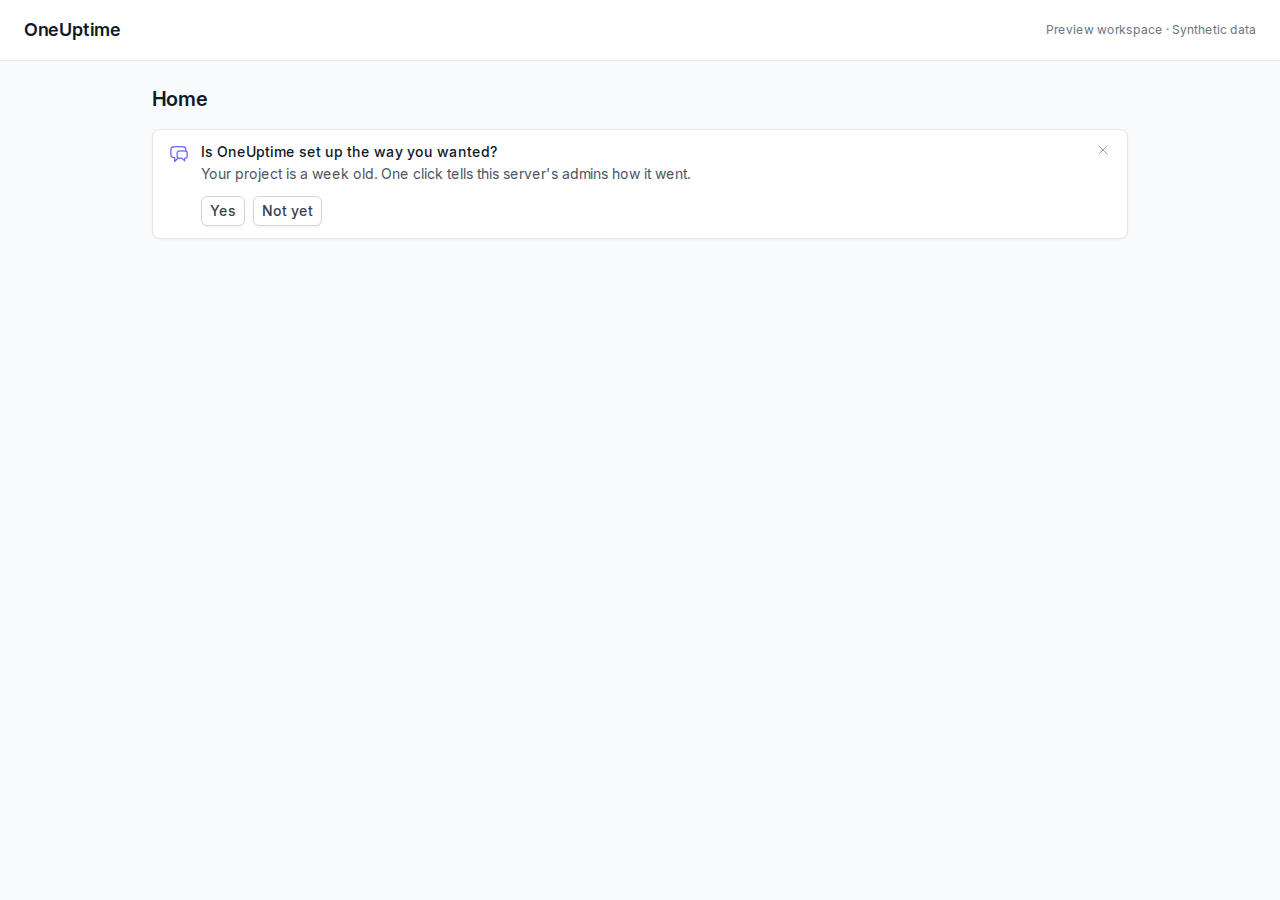 OneUptime
Preview workspace · Synthetic data
Home
Is OneUptime set up the way you wanted?
Your project is a week old. One click tells this server's admins how it went.
Yes
Not yet